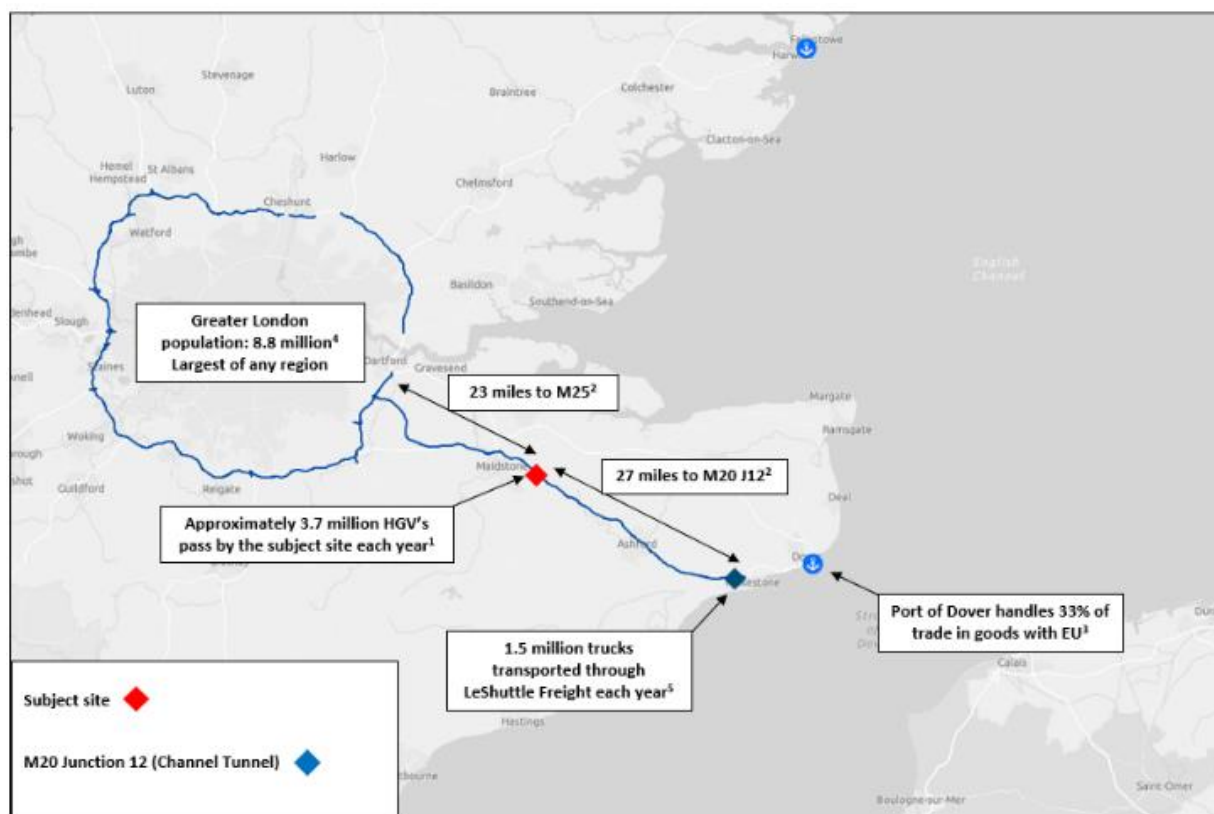 Felixstowe
Harwich
Stevenage
Luton
Braintree
Colchester
Clacton-on-Sea
Harlow
Hemel
Hempstead
St Albans
Chelmsford
Cheshunt
Watford
English
Channel
Basildon
Southend-on-Sea
Slough
Greater London
population: 8.8 million⁴
Largest of any region
Staines
Dartford
Gravesend
23 miles to M25²
Margate
Ramsgate
Woking
Maidstone
27 miles to M20 J12²
Guildford
Reigate
Deal
Approximately 3.7 million HGV's
pass by the subject site each year¹
Ashford
Do
estone
Port of Dover handles 33% of
trade in goods with EU³
1.5 million trucks
transported through
LeShuttle Freight each year⁵
Calais
Subject site
Hastings
M20 Junction 12 (Channel Tunnel)
tbourne
Saint-Omer
Boulogne-sur-Mer